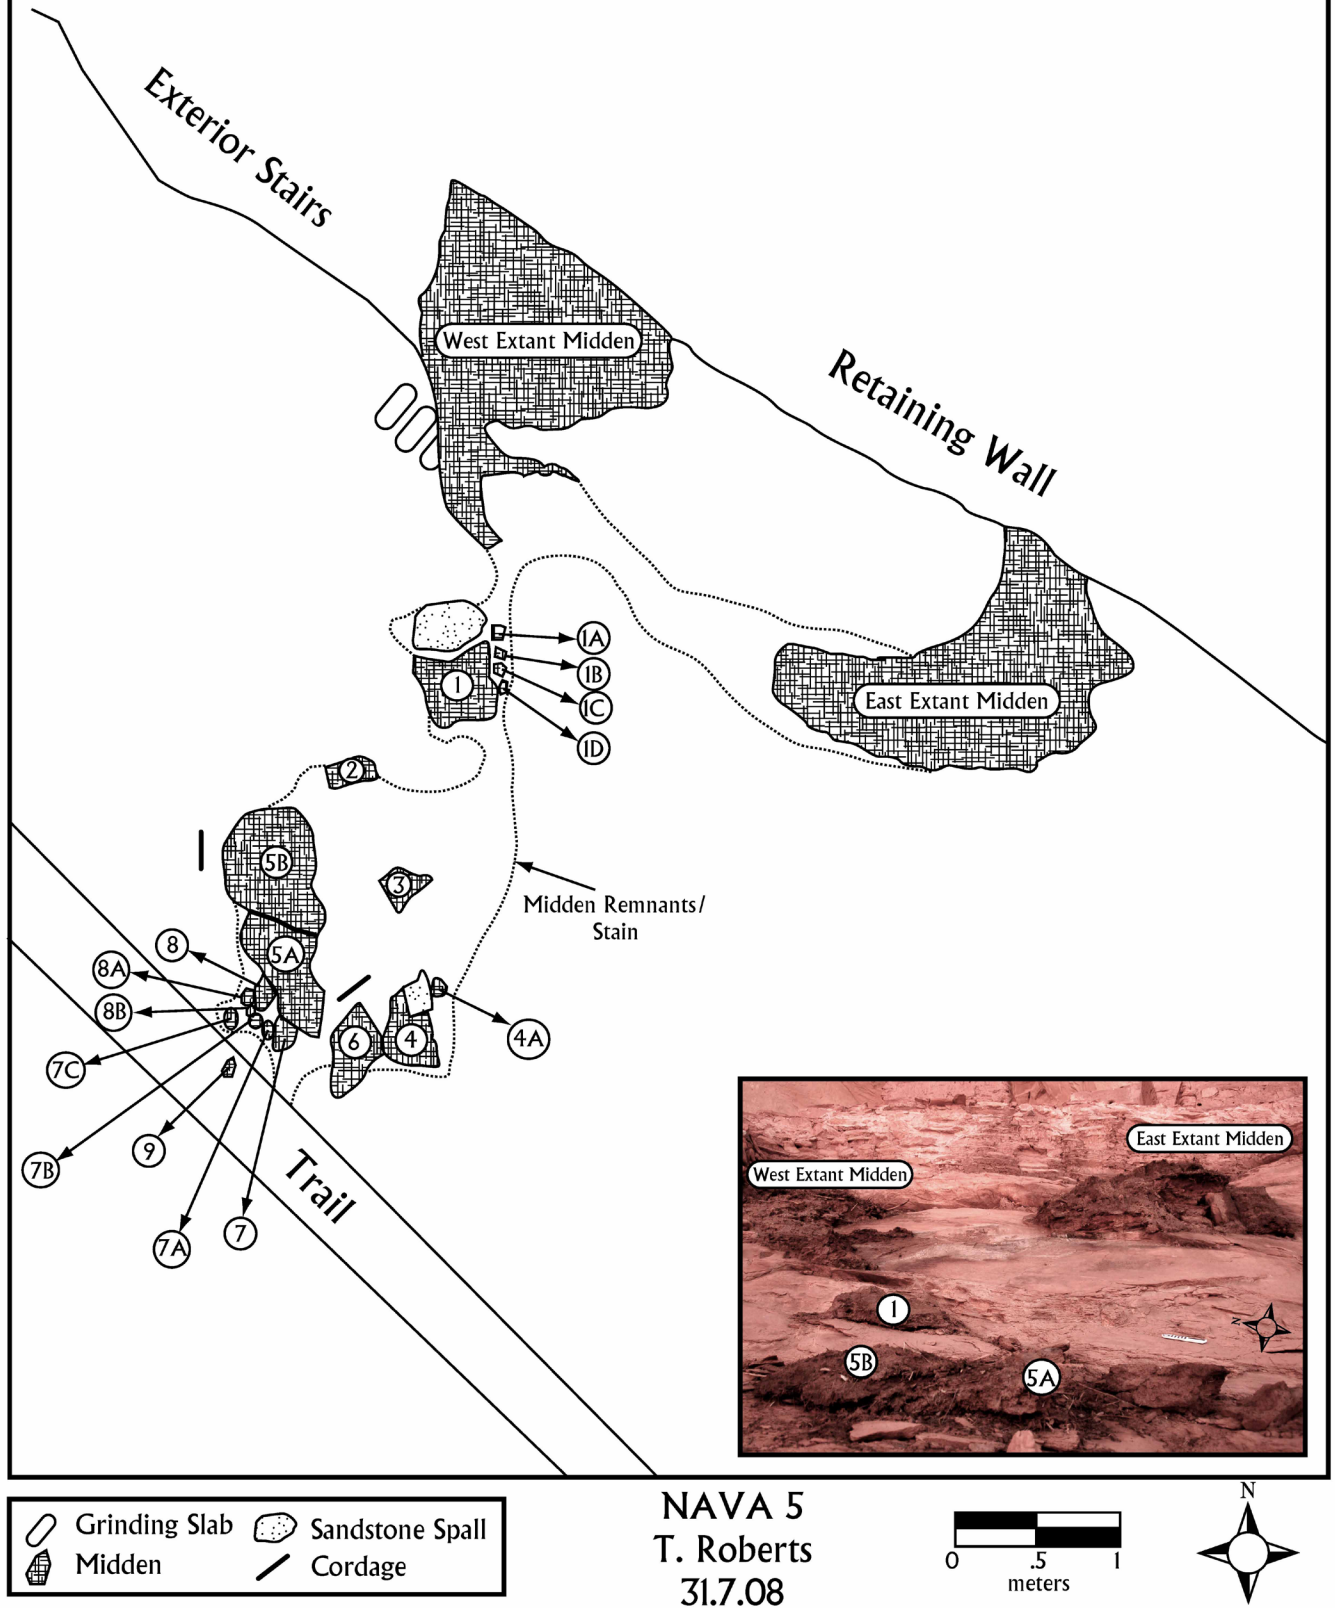 Exterior Stairs
West Extant Midden
Retaining Wall
1A
1B
1
1C
East Extant Midden
1D
2
5B
3
Midden Remnants/
Stain
8
5A
8A
8B
4A
6
4
7C
9
7B
Trail
7
7A
East Extant Midden
West Extant Midden
1
N
5B
5A
Grinding Slab
Sandstone Spall
Midden
Cordage
NAVA 5
T. Roberts
31.7.08
0 .5 1
meters
N